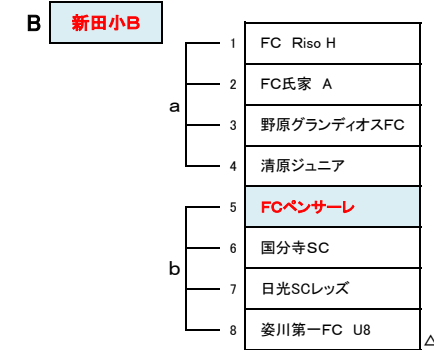 B 新田小B
1 FC Riso H
2 FC氏家 A
a
3 野原グランディオスFC
4 清原ジュニア
5 FCペンサーレ
6 国分寺SC
b
7 日光SCレッズ
8 姿川第一FC U8
△